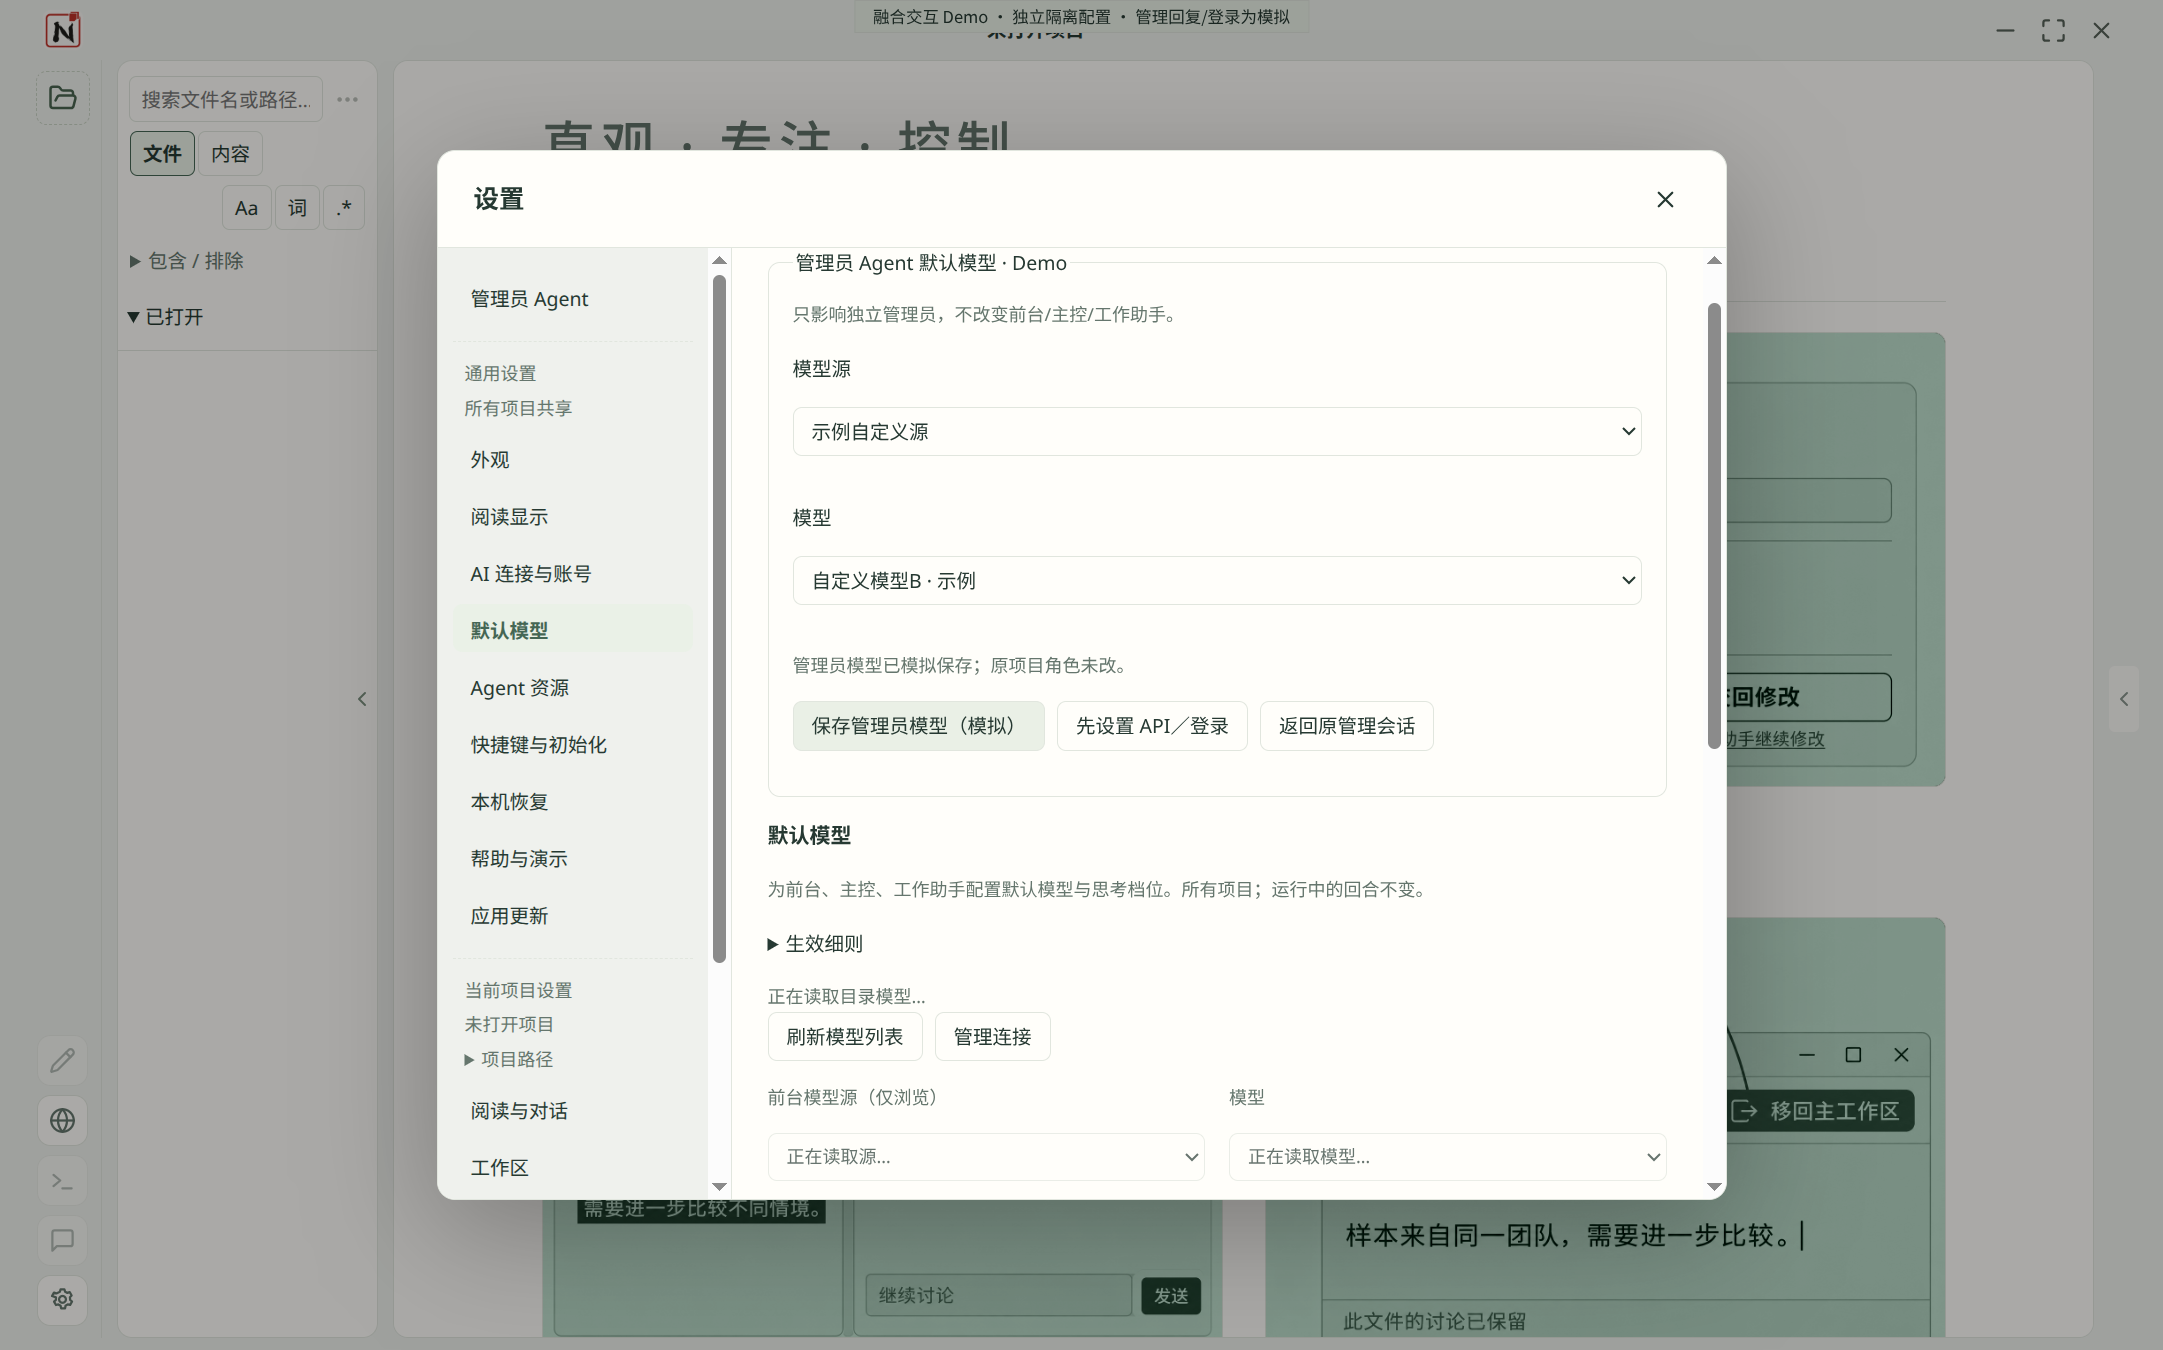 融合交互 Demo · 独立隔离配置 · 管理回复/登录为模拟
未打开项目
搜索文件名或路径...
文件
内容
Aa
词
.*
包含 / 排除
已打开
直观 · 专注 · 控制
设置
管理员 Agent
通用设置
所有项目共享
外观
阅读显示
AI 连接与账号
默认模型
Agent 资源
快捷键与初始化
本机恢复
帮助与演示
应用更新
当前项目设置
未打开项目
项目路径
阅读与对话
工作区
管理员 Agent 默认模型 · Demo
只影响独立管理员，不改变前台/主控/工作助手。
模型源
示例自定义源
模型
自定义模型B · 示例
管理员模型已模拟保存；原项目角色未改。
保存管理员模型（模拟）
先设置 API／登录
返回原管理会话
默认模型
为前台、主控、工作助手配置默认模型与思考档位。所有项目；运行中的回合不变。
生效细则
正在读取目录模型...
刷新模型列表
管理连接
前台模型源（仅浏览）
模型
正在读取源...
正在读取模型...
回修改
助手继续修改
移回主工作区
需要进一步比较不同情境。
继续讨论
发送
样本来自同一团队，需要进一步比较。
此文件的讨论已保留